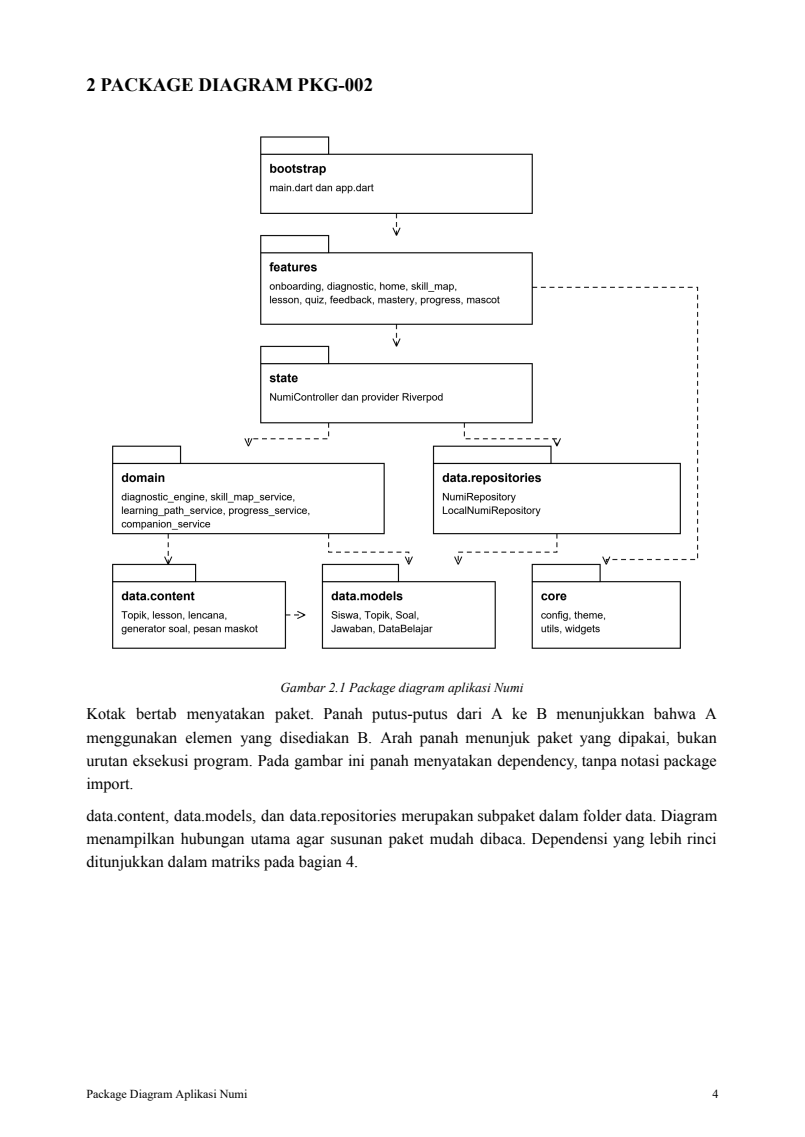 2 PACKAGE DIAGRAM PKG-002
bootstrap
main.dart dan app.dart
features
onboarding, diagnostic, home, skill_map,
lesson, quiz, feedback, mastery, progress, mascot
state
NumiController dan provider Riverpod
domain
diagnostic_engine, skill_map_service,
learning_path_service, progress_service,
companion_service
data.repositories
NumiRepository
LocalNumiRepository
data.content
Topik, lesson, lencana,
generator soal, pesan maskot
data.models
Siswa, Topik, Soal,
Jawaban, DataBelajar
core
config, theme,
utils, widgets
Gambar 2.1 Package diagram aplikasi Numi
Kotak bertab menyatakan paket. Panah putus-putus dari A ke B menunjukkan bahwa A
menggunakan elemen yang disediakan B. Arah panah menunjuk paket yang dipakai, bukan
urutan eksekusi program. Pada gambar ini panah menyatakan dependency, tanpa notasi package
import.
data.content, data.models, dan data.repositories merupakan subpaket dalam folder data. Diagram
menampilkan hubungan utama agar susunan paket mudah dibaca. Dependensi yang lebih rinci
ditunjukkan dalam matriks pada bagian 4.
Package Diagram Aplikasi Numi
4